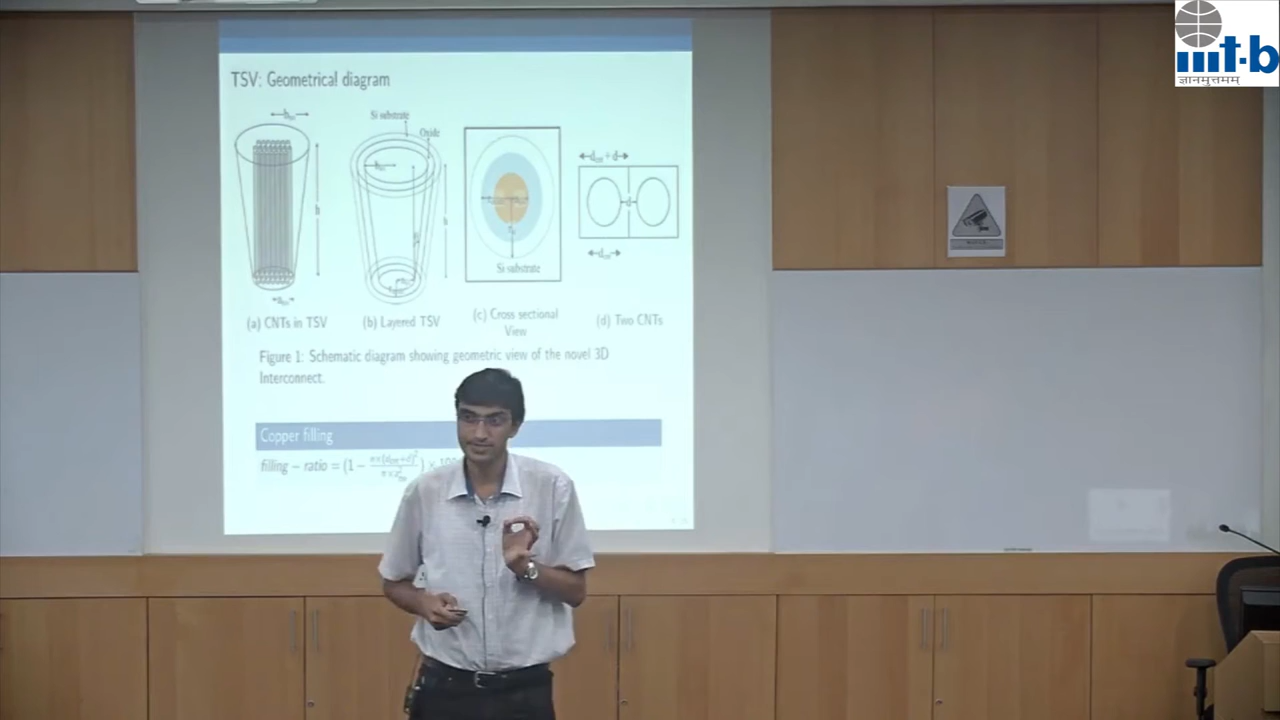 iiit-b
ज्ञानमुत्तमम्
TSV: Geometrical diagram
Si substrate
Oxide
h
h
d
Si substrate
(a) CNTs in TSV
(b) Layered TSV
(c) Cross sectional
View
(d) Two CNTs
Figure 1: Schematic diagram showing geometric view of the novel 3D
Interconnect.
Copper filling
filling − ratio = (1 −